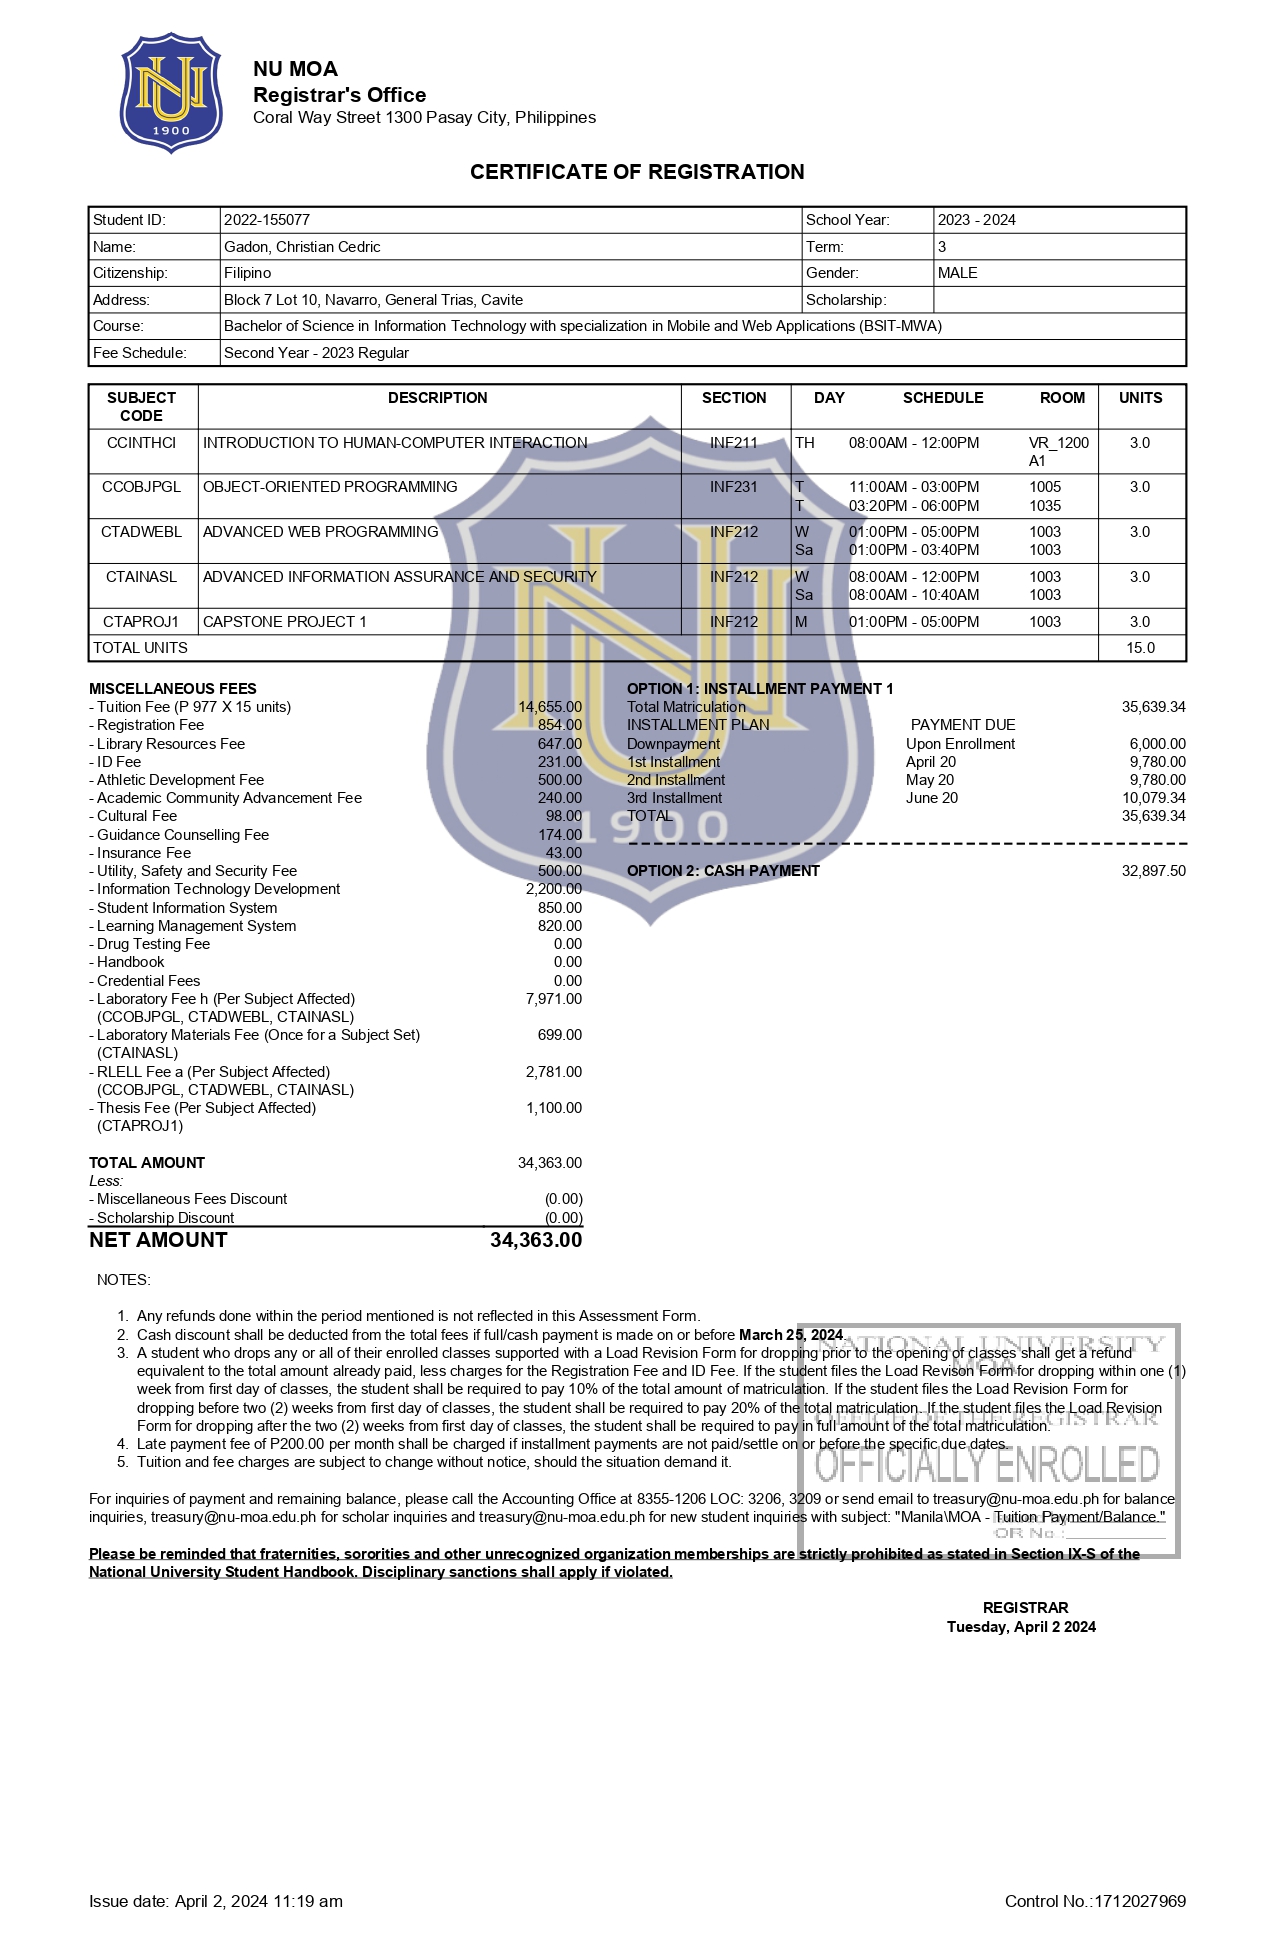 NU
1900
NU MOA
Registrar's Office
Coral Way Street 1300 Pasay City, Philippines
CERTIFICATE OF REGISTRATION
Student ID: 2022-155077 School Year: 2023 - 2024
Name: Gadon, Christian Cedric Term: 3
Citizenship: Filipino Gender: MALE
Address: Block 7 Lot 10, Navarro, General Trias, Cavite Scholarship:
Course: Bachelor of Science in Information Technology with specialization in Mobile and Web Applications (BSIT-MWA)
Fee Schedule: Second Year - 2023 Regular
SUBJECT CODE DESCRIPTION SECTION DAY SCHEDULE ROOM UNITS
CCINTHCI INTRODUCTION TO HUMAN-COMPUTER INTERACTION INF211 TH 08:00AM - 12:00PM VR_1200 3.0
A1
CCOBJPGL OBJECT-ORIENTED PROGRAMMING INF231 T 11:00AM - 03:00PM 1005 3.0
T 03:20PM - 06:00PM 1035
CTADWEBL ADVANCED WEB PROGRAMMING INF212 W 01:00PM - 05:00PM 1003 3.0
Sa 01:00PM - 03:40PM 1003
CTAINASL ADVANCED INFORMATION ASSURANCE AND SECURITY INF212 W 08:00AM - 12:00PM 1003 3.0
Sa 08:00AM - 10:40AM 1003
CTAPROJ1 CAPSTONE PROJECT 1 INF212 M 01:00PM - 05:00PM 1003 3.0
TOTAL UNITS 15.0
MISCELLANEOUS FEES
- Tuition Fee (P 977 X 15 units) 14,655.00
- Registration Fee 854.00
- Library Resources Fee 647.00
- ID Fee 231.00
- Athletic Development Fee 500.00
- Academic Community Advancement Fee 240.00
- Cultural Fee 98.00
- Guidance Counselling Fee 174.00
- Insurance Fee 43.00
- Utility, Safety and Security Fee 500.00
- Information Technology Development 2,200.00
- Student Information System 850.00
- Learning Management System 820.00
- Drug Testing Fee 0.00
- Handbook 0.00
- Credential Fees 0.00
- Laboratory Fee h (Per Subject Affected) 7,971.00
(CCOBJPGL, CTADWEBL, CTAINASL)
- Laboratory Materials Fee (Once for a Subject Set) 699.00
(CTAINASL)
- RLELL Fee a (Per Subject Affected) 2,781.00
(CCOBJPGL, CTADWEBL, CTAINASL)
- Thesis Fee (Per Subject Affected) 1,100.00
(CTAPROJ1)
TOTAL AMOUNT 34,363.00
Less:
- Miscellaneous Fees Discount (0.00)
- Scholarship Discount (0.00)
NET AMOUNT 34,363.00
OPTION 1: INSTALLMENT PAYMENT 1
Total Matriculation 35,639.34
INSTALLMENT PLAN PAYMENT DUE
Downpayment Upon Enrollment 6,000.00
1st Installment April 20 9,780.00
2nd Installment May 20 9,780.00
3rd Installment June 20 10,079.34
TOTAL 35,639.34
OPTION 2: CASH PAYMENT 32,897.50
NU
1900
NOTES:
1. Any refunds done within the period mentioned is not reflected in this Assessment Form.
2. Cash discount shall be deducted from the total fees if full/cash payment is made on or before March 25, 2024.
3. A student who drops any or all of their enrolled classes supported with a Load Revision Form for dropping prior to the opening of classes shall get a refund
equivalent to the total amount already paid, less charges for the Registration Fee and ID Fee. If the student files the Load Revison Form for dropping within one (1)
week from first day of classes, the student shall be required to pay 10% of the total amount of matriculation. If the student files the Load Revision Form for
dropping before two (2) weeks from first day of classes, the student shall be required to pay 20% of the total matriculation. If the student files the Load Revision
Form for dropping after the two (2) weeks from first day of classes, the student shall be required to pay in full amount of the total matriculation.
4. Late payment fee of P200.00 per month shall be charged if installment payments are not paid/settle on or before the specific due dates.
5. Tuition and fee charges are subject to change without notice, should the situation demand it.
NATIONAL UNIVERSITY
MOA
OFFICE OF THE REGISTRAR
OFFICIALLY ENROLLED
OR No.:
For inquiries of payment and remaining balance, please call the Accounting Office at 8355-1206 LOC: 3206, 3209 or send email to treasury@nu-moa.edu.ph for balance
inquiries, treasury@nu-moa.edu.ph for scholar inquiries and treasury@nu-moa.edu.ph for new student inquiries with subject: "Manila\MOA - Tuition Payment/Balance."
Please be reminded that fraternities, sororities and other unrecognized organization memberships are strictly prohibited as stated in Section IX-S of the
National University Student Handbook. Disciplinary sanctions shall apply if violated.
REGISTRAR
Tuesday, April 2 2024
Issue date: April 2, 2024 11:19 am Control No.:1712027969